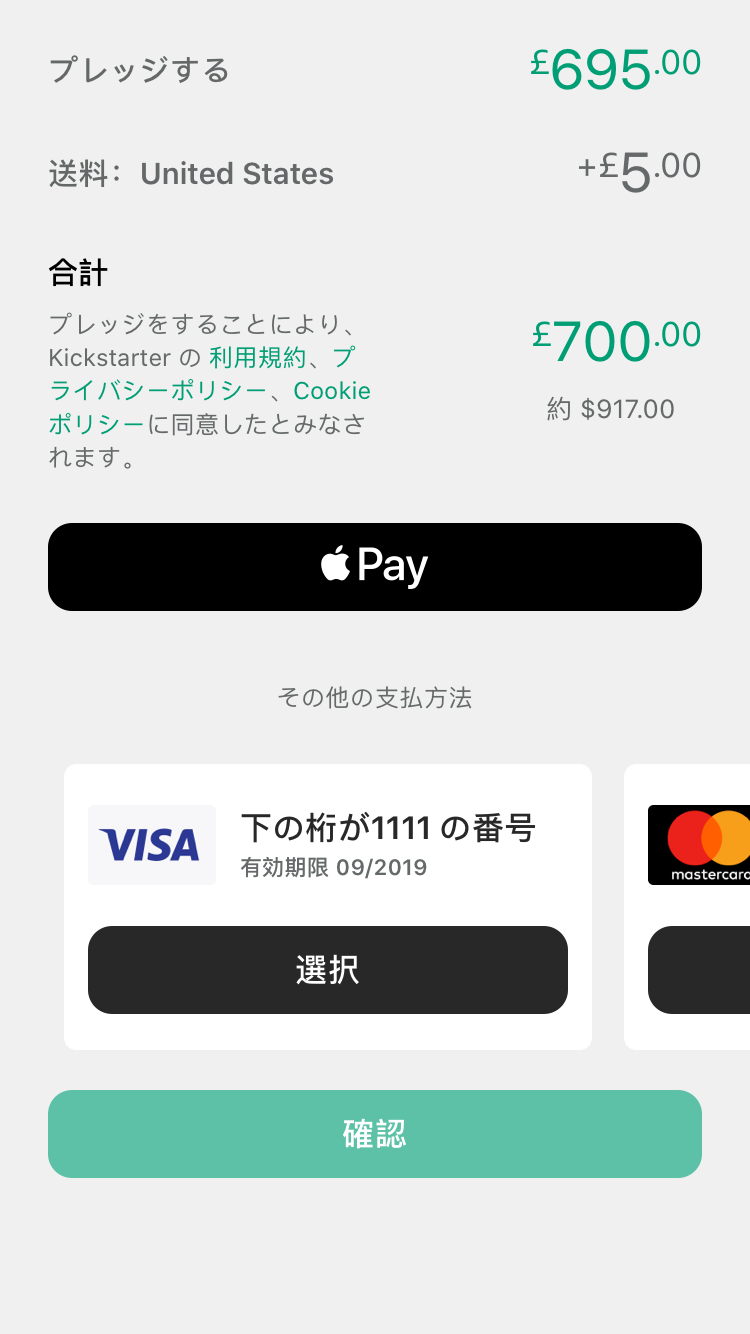 プレッジする £695.00
送料: United States +£5.00
合計
プレッジをすることにより、
Kickstarter の 利用規約、プ
ライバシーポリシー、Cookie
ポリシーに同意したとみなさ
れます。
£700.00
約 $917.00
Pay
その他の支払方法
VISA
下の桁が1111 の番号
有効期限 09/2019
選択
mastercard
確認